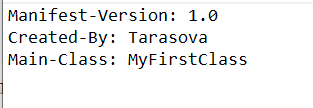 Manifest-Version: 1.0
Created-By: Tarasova
Main-Class: MyFirstClass